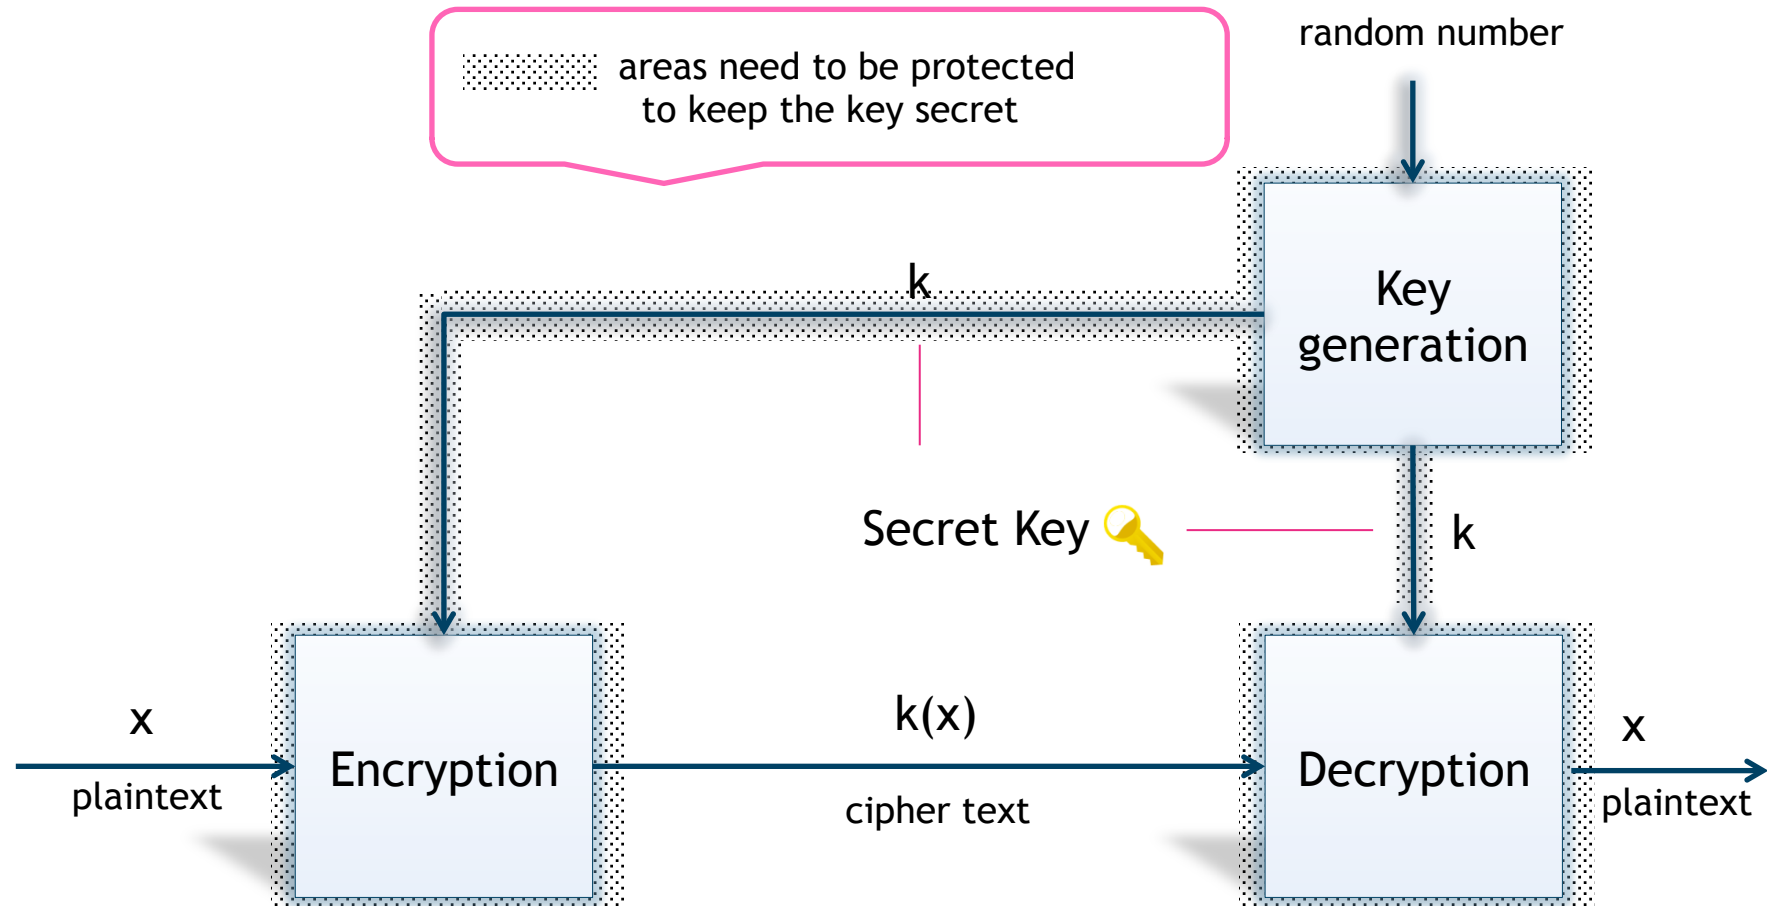 random number
areas need to be protected
to keep the key secret
k
Key
generation
Secret Key
k
x
k(x)
x
Encryption
Decryption
plaintext
cipher text
plaintext